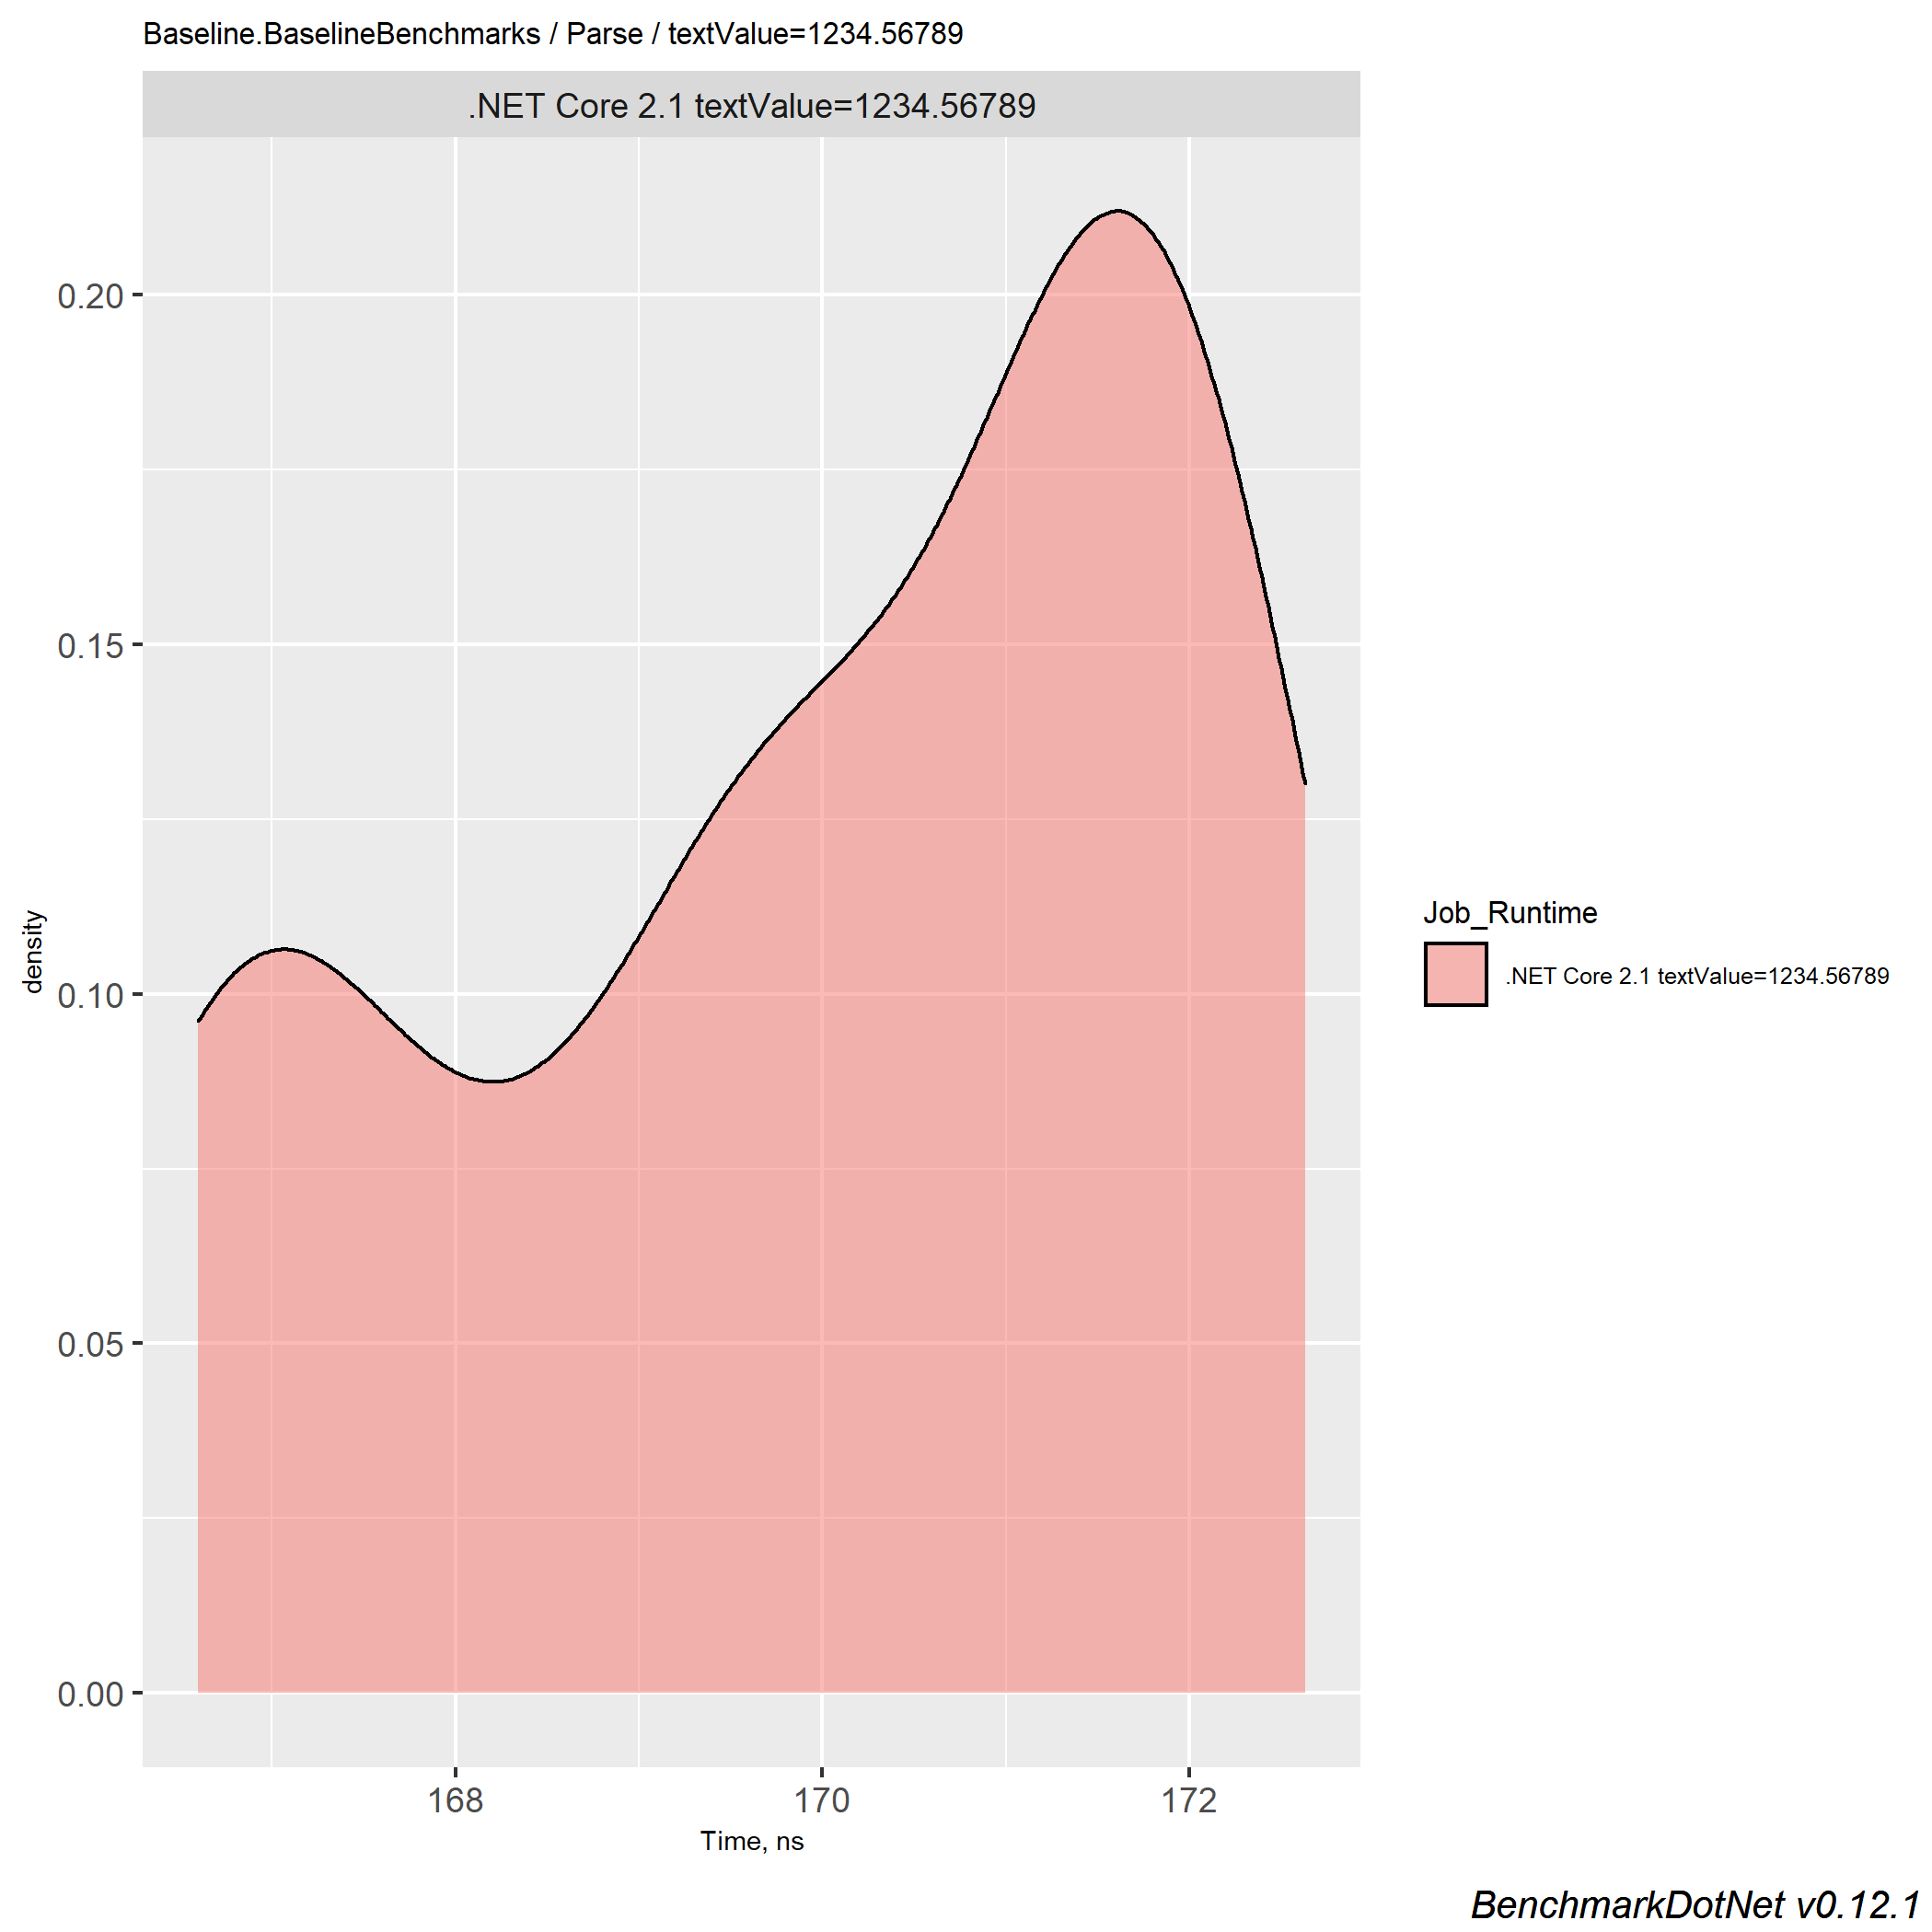 Baseline.BaselineBenchmarks / Parse / textValue=1234.56789
.NET Core 2.1 textValue=1234.56789
0.20
0.15
0.10
0.05
0.00
density
168 170 172
Time, ns
Job_Runtime
.NET Core 2.1 textValue=1234.56789
BenchmarkDotNet v0.12.1